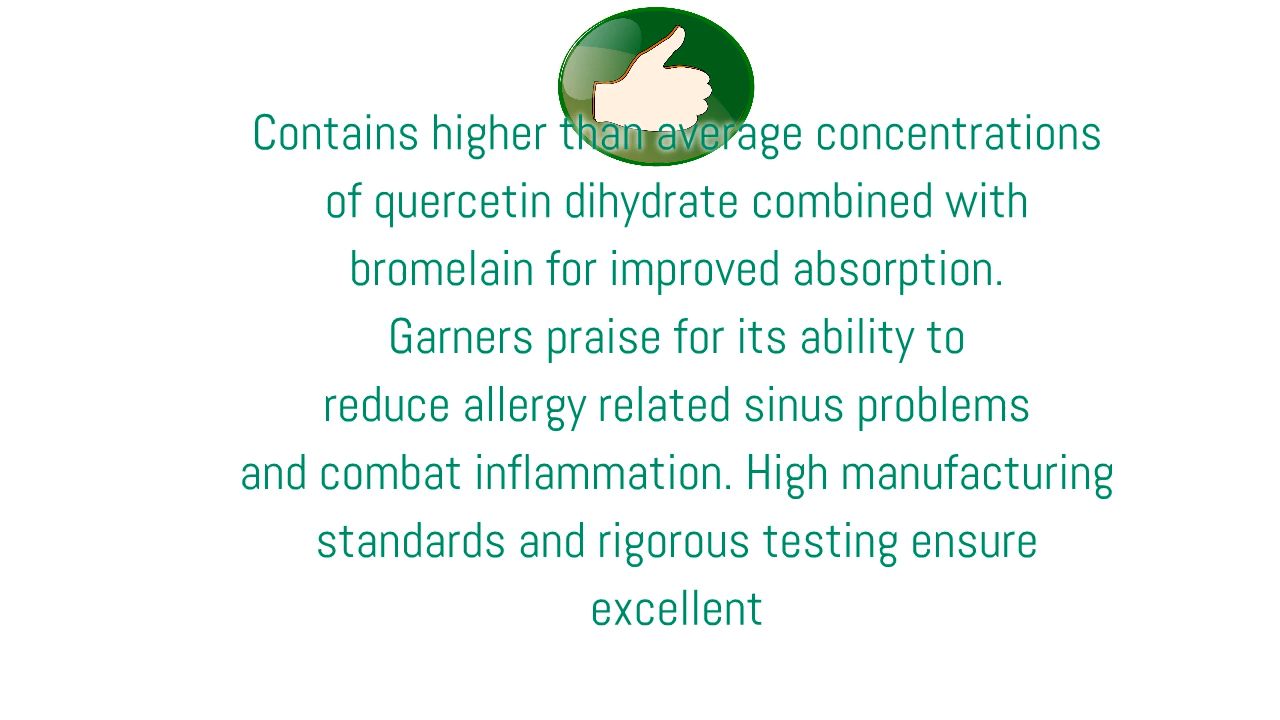 Contains higher than average concentrations
of quercetin dihydrate combined with
bromelain for improved absorption.
Garners praise for its ability to
reduce allergy related sinus problems
and combat inflammation. High manufacturing
standards and rigorous testing ensure
excellent